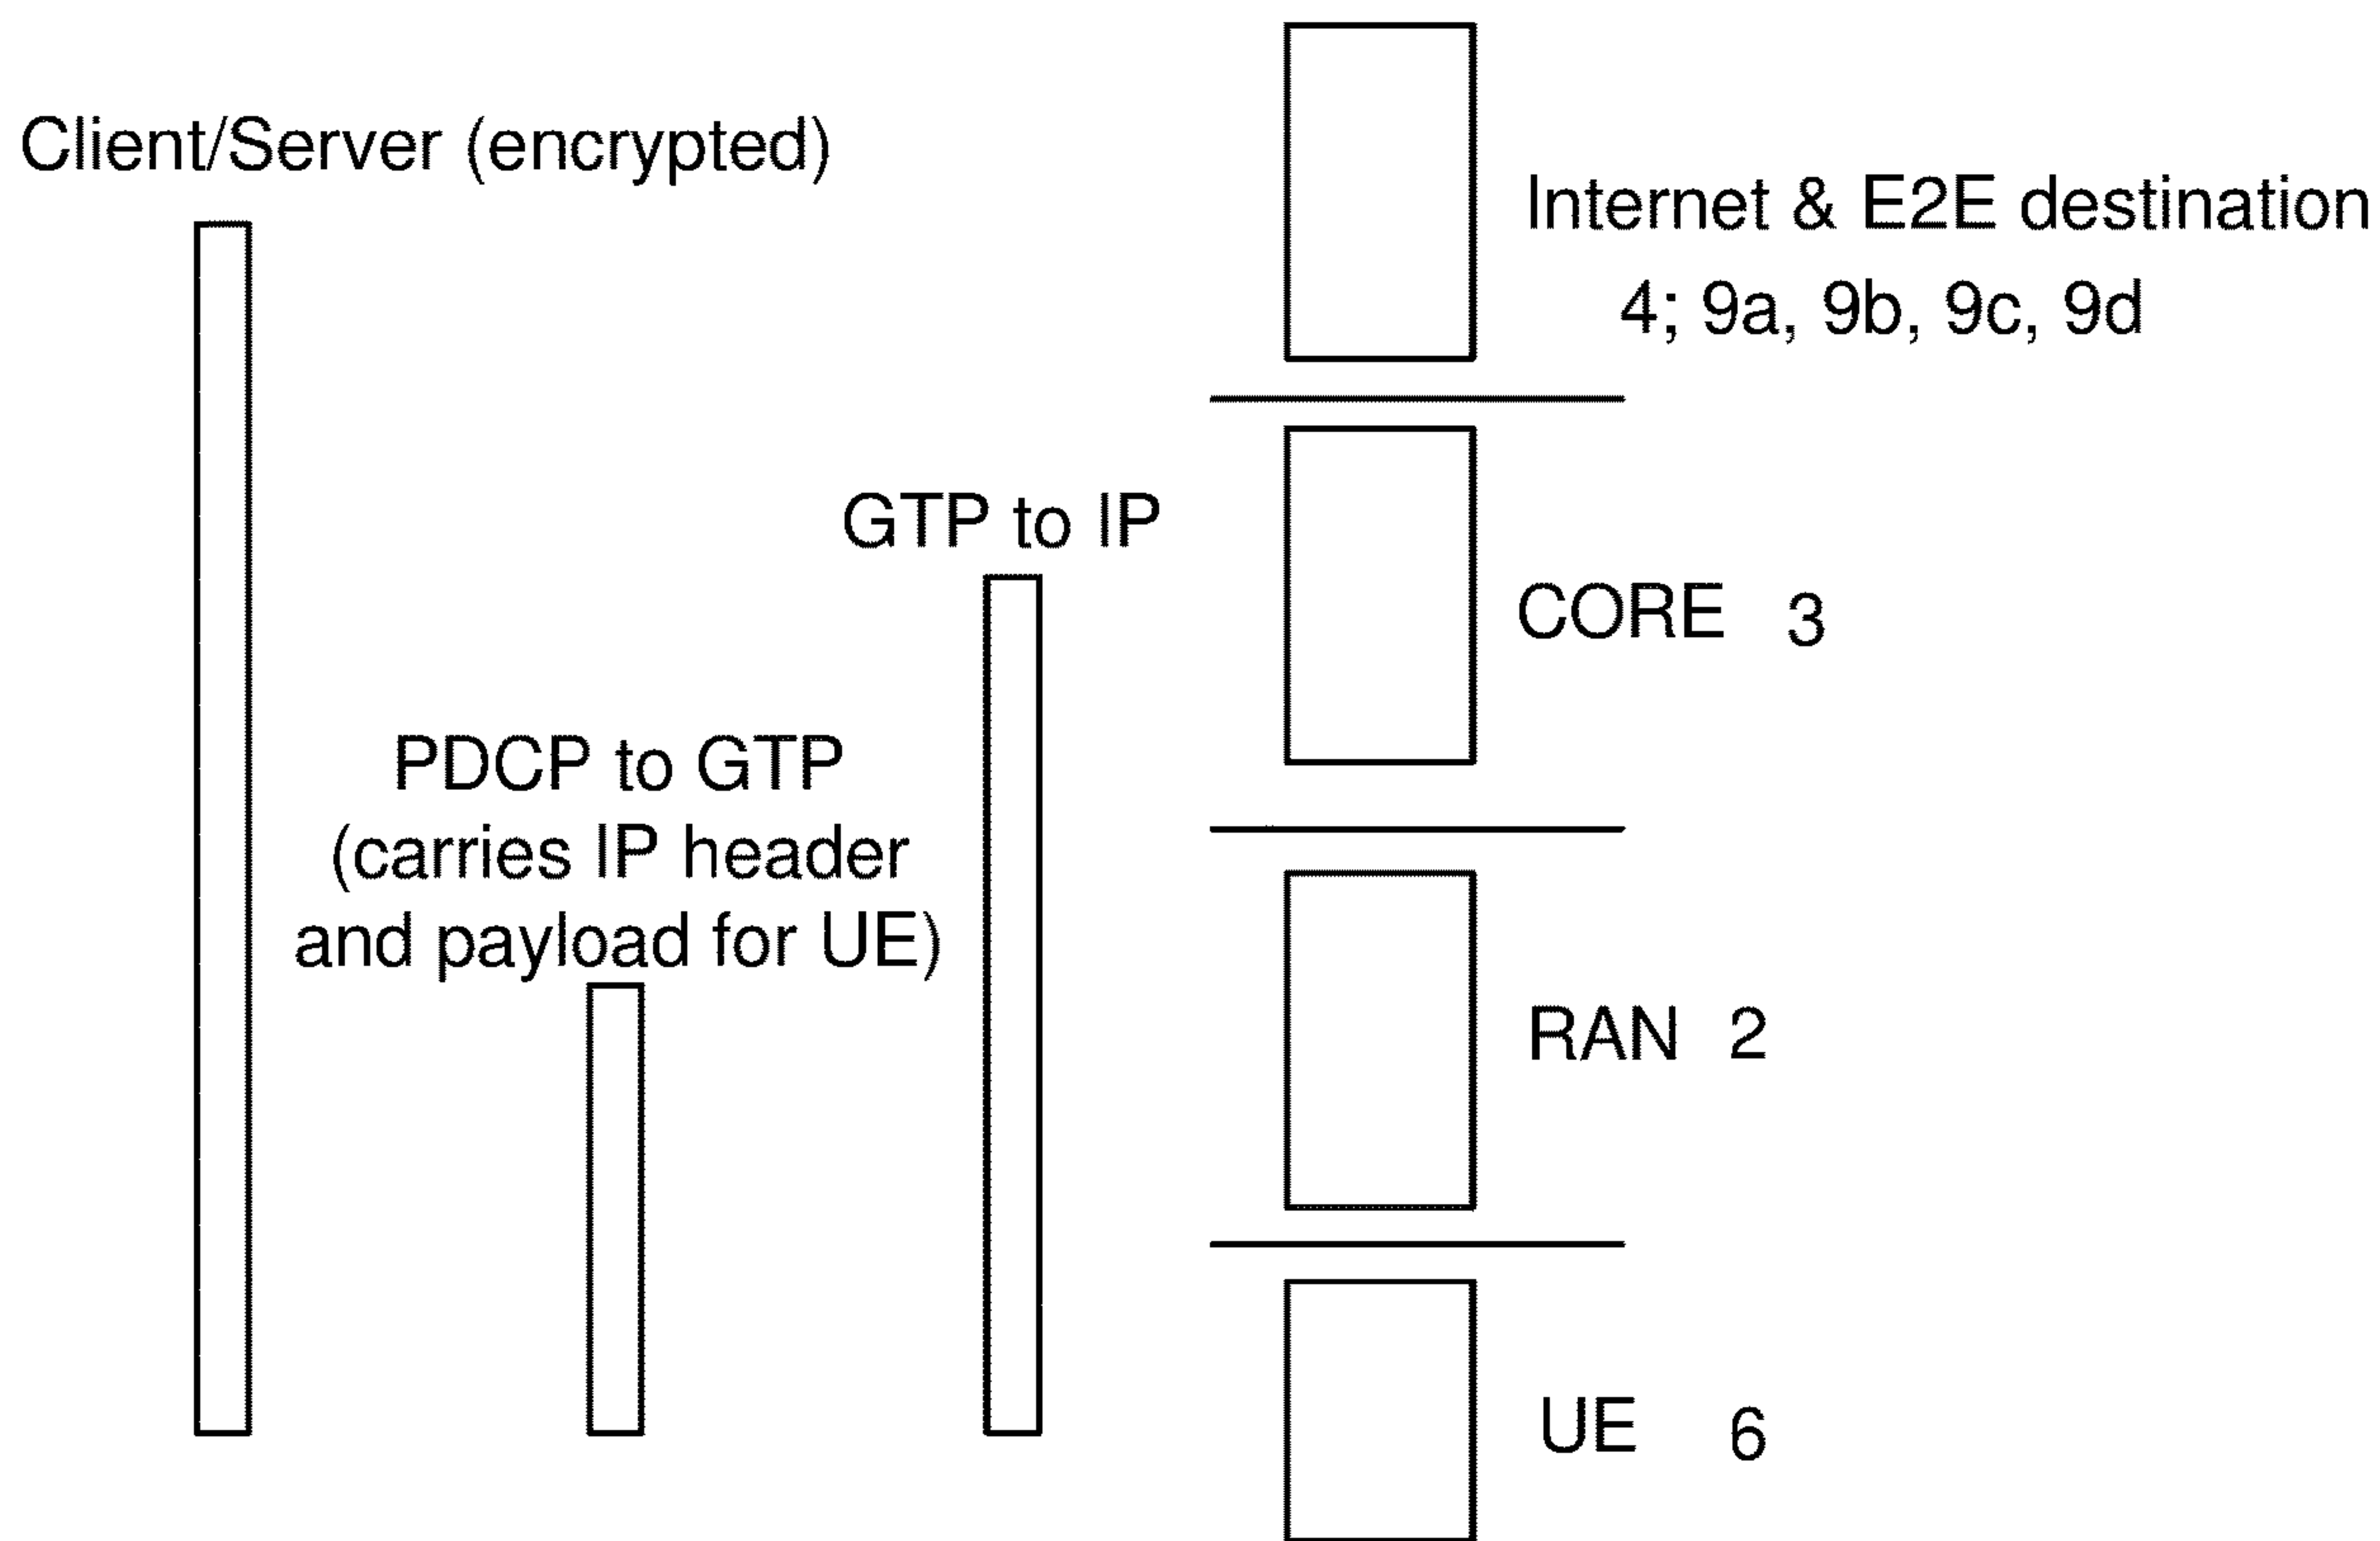 Client/Server (encrypted)
Internet & E2E destination
4; 9a, 9b, 9c, 9d
GTP to IP
CORE 3
PDCP to GTP
(carries IP header
and payload for UE)
RAN 2
UE 6